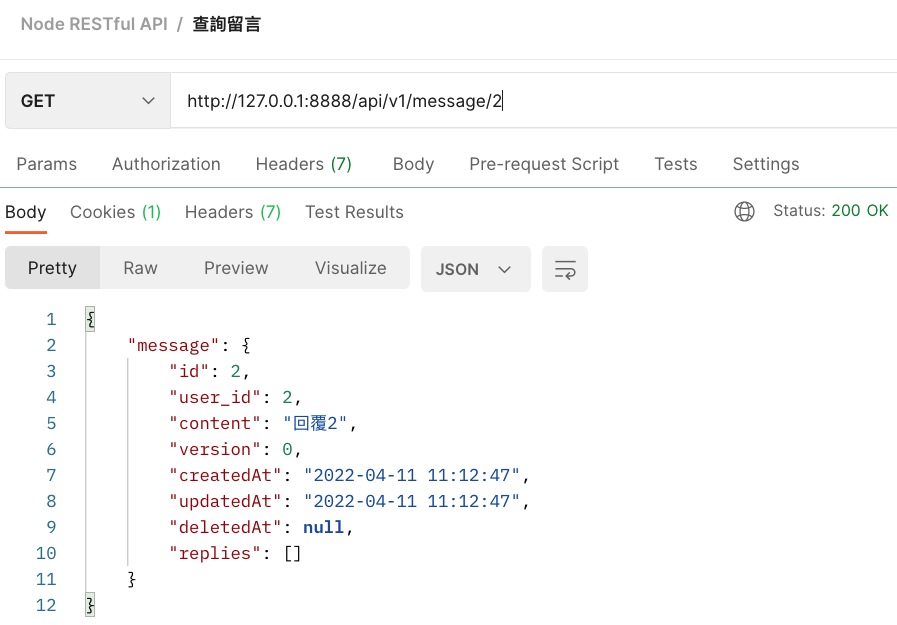 Node RESTful API / 查詢留言
GET http://127.0.0.1:8888/api/v1/message/2
Params Authorization Headers (7) Body Pre-request Script Tests Settings
Body Cookies (1) Headers (7) Test Results Status: 200 OK
Pretty Raw Preview Visualize JSON
1 {
2 "message": {
3 "id": 2,
4 "user_id": 2,
5 "content": "回覆2",
6 "version": 0,
7 "createdAt": "2022-04-11 11:12:47",
8 "updatedAt": "2022-04-11 11:12:47",
9 "deletedAt": null,
10 "replies": []
11 }
12 }